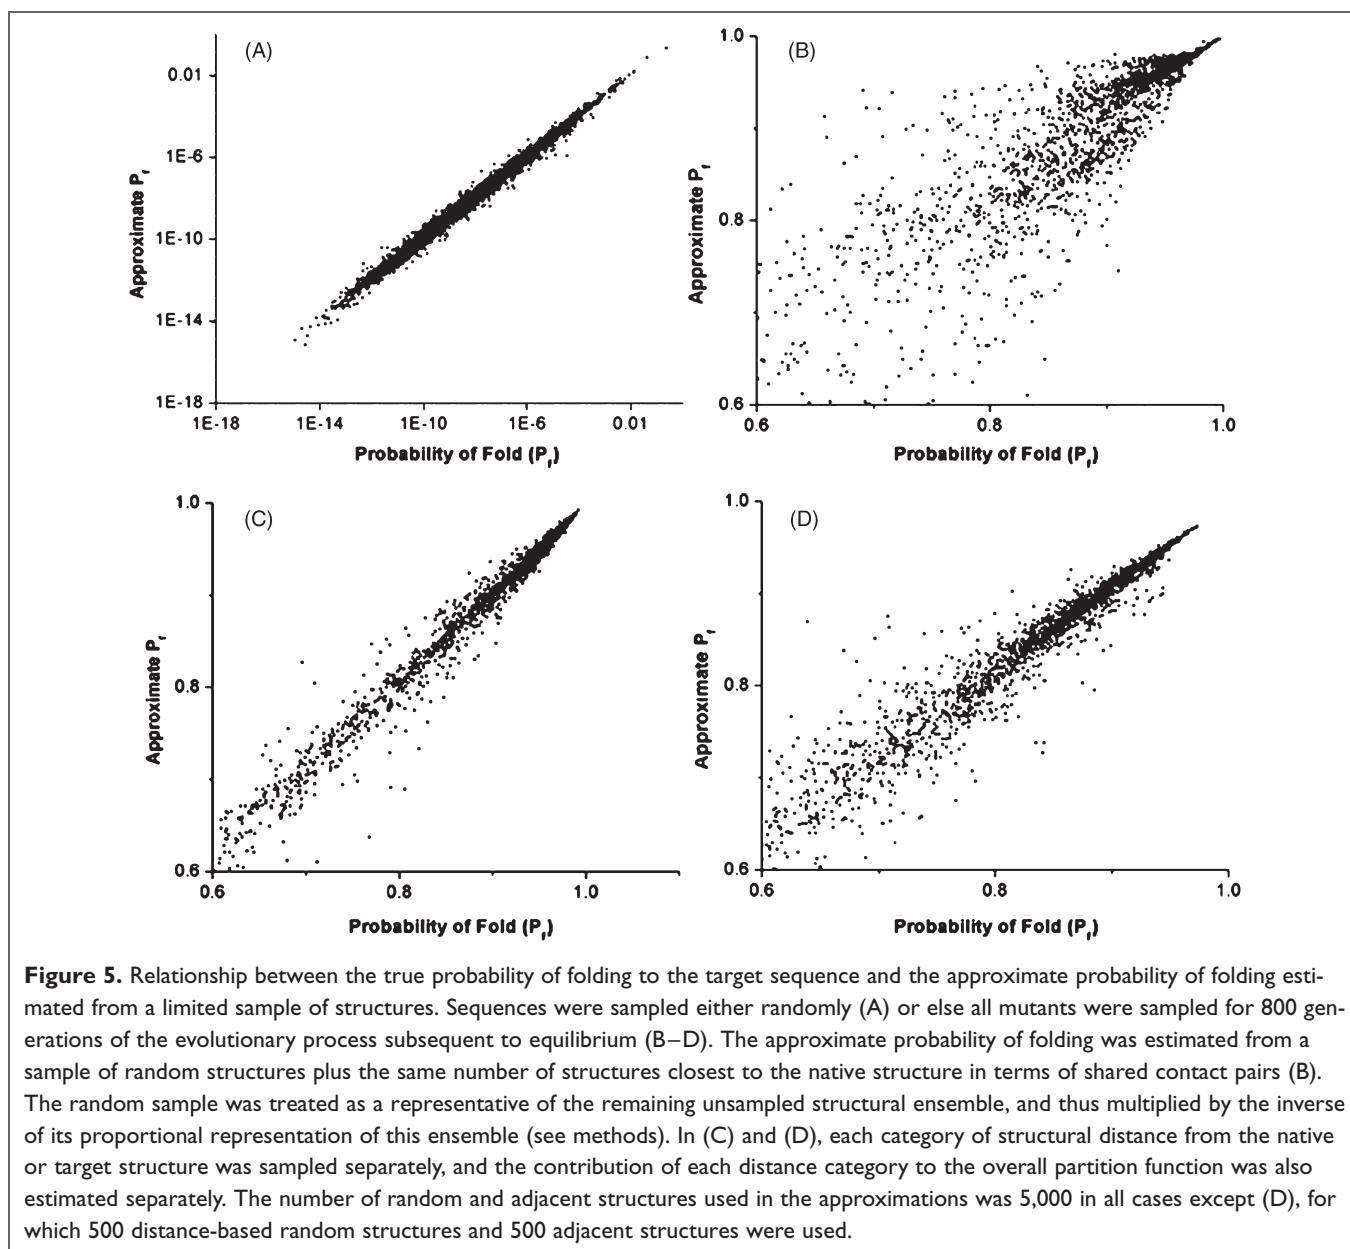 (A)
0.01
1E-6
1E-10
1E-14
1E-18
Approximate Pf
1E-18 1E-14 1E-10 1E-6 0.01
Probability of Fold (Pf)
(B)
1.0
0.8
0.6
Approximate Pf
0.6 0.8 1.0
Probability of Fold (Pf)
(C)
1.0
0.8
0.6
Approximate Pf
0.6 0.8 1.0
Probability of Fold (Pf)
(D)
1.0
0.8
0.6
Approximate Pf
0.6 0.8 1.0
Probability of Fold (Pf)
Figure 5. Relationship between the true probability of folding to the target sequence and the approximate probability of folding esti-
mated from a limited sample of structures. Sequences were sampled either randomly (A) or else all mutants were sampled for 800 gen-
erations of the evolutionary process subsequent to equilibrium (B–D). The approximate probability of folding was estimated from a
sample of random structures plus the same number of structures closest to the native structure in terms of shared contact pairs (B).
The random sample was treated as a representative of the remaining unsampled structural ensemble, and thus multiplied by the inverse
of its proportional representation of this ensemble (see methods). In (C) and (D), each category of structural distance from the native
or target structure was sampled separately, and the contribution of each distance category to the overall partition function was also
estimated separately. The number of random and adjacent structures used in the approximations was 5,000 in all cases except (D), for
which 500 distance-based random structures and 500 adjacent structures were used.